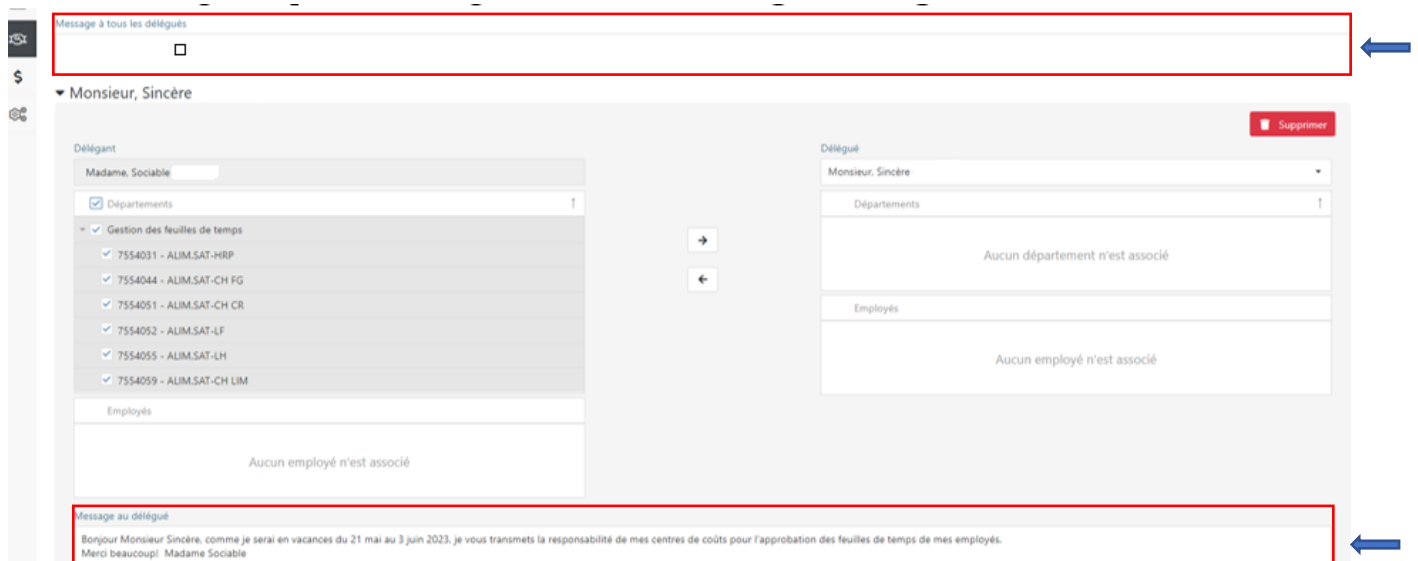 Message à tous les délégués
$
Monsieur, Sincère
Supprimer
Délégant
Délégué
Madame, Sociable
Monsieur, Sincère
Départements
Départements
Gestion des feuilles de temps
7554031 - ALIM.SAT-HRP
7554044 - ALIM.SAT-CH FG
7554051 - ALIM.SAT-CH CR
7554052 - ALIM.SAT-LF
7554055 - ALIM.SAT-LH
7554059 - ALIM.SAT-CH LIM
Aucun département n'est associé
Employés
Aucun employé n'est associé
Employés
Aucun employé n'est associé
Message au délégué
Bonjour Monsieur Sincère, comme je serai en vacances du 21 mai au 3 juin 2023, je vous transmets la responsabilité de mes centres de coûts pour l'approbation des feuilles de temps de mes employés.
Merci beaucoup! Madame Sociable